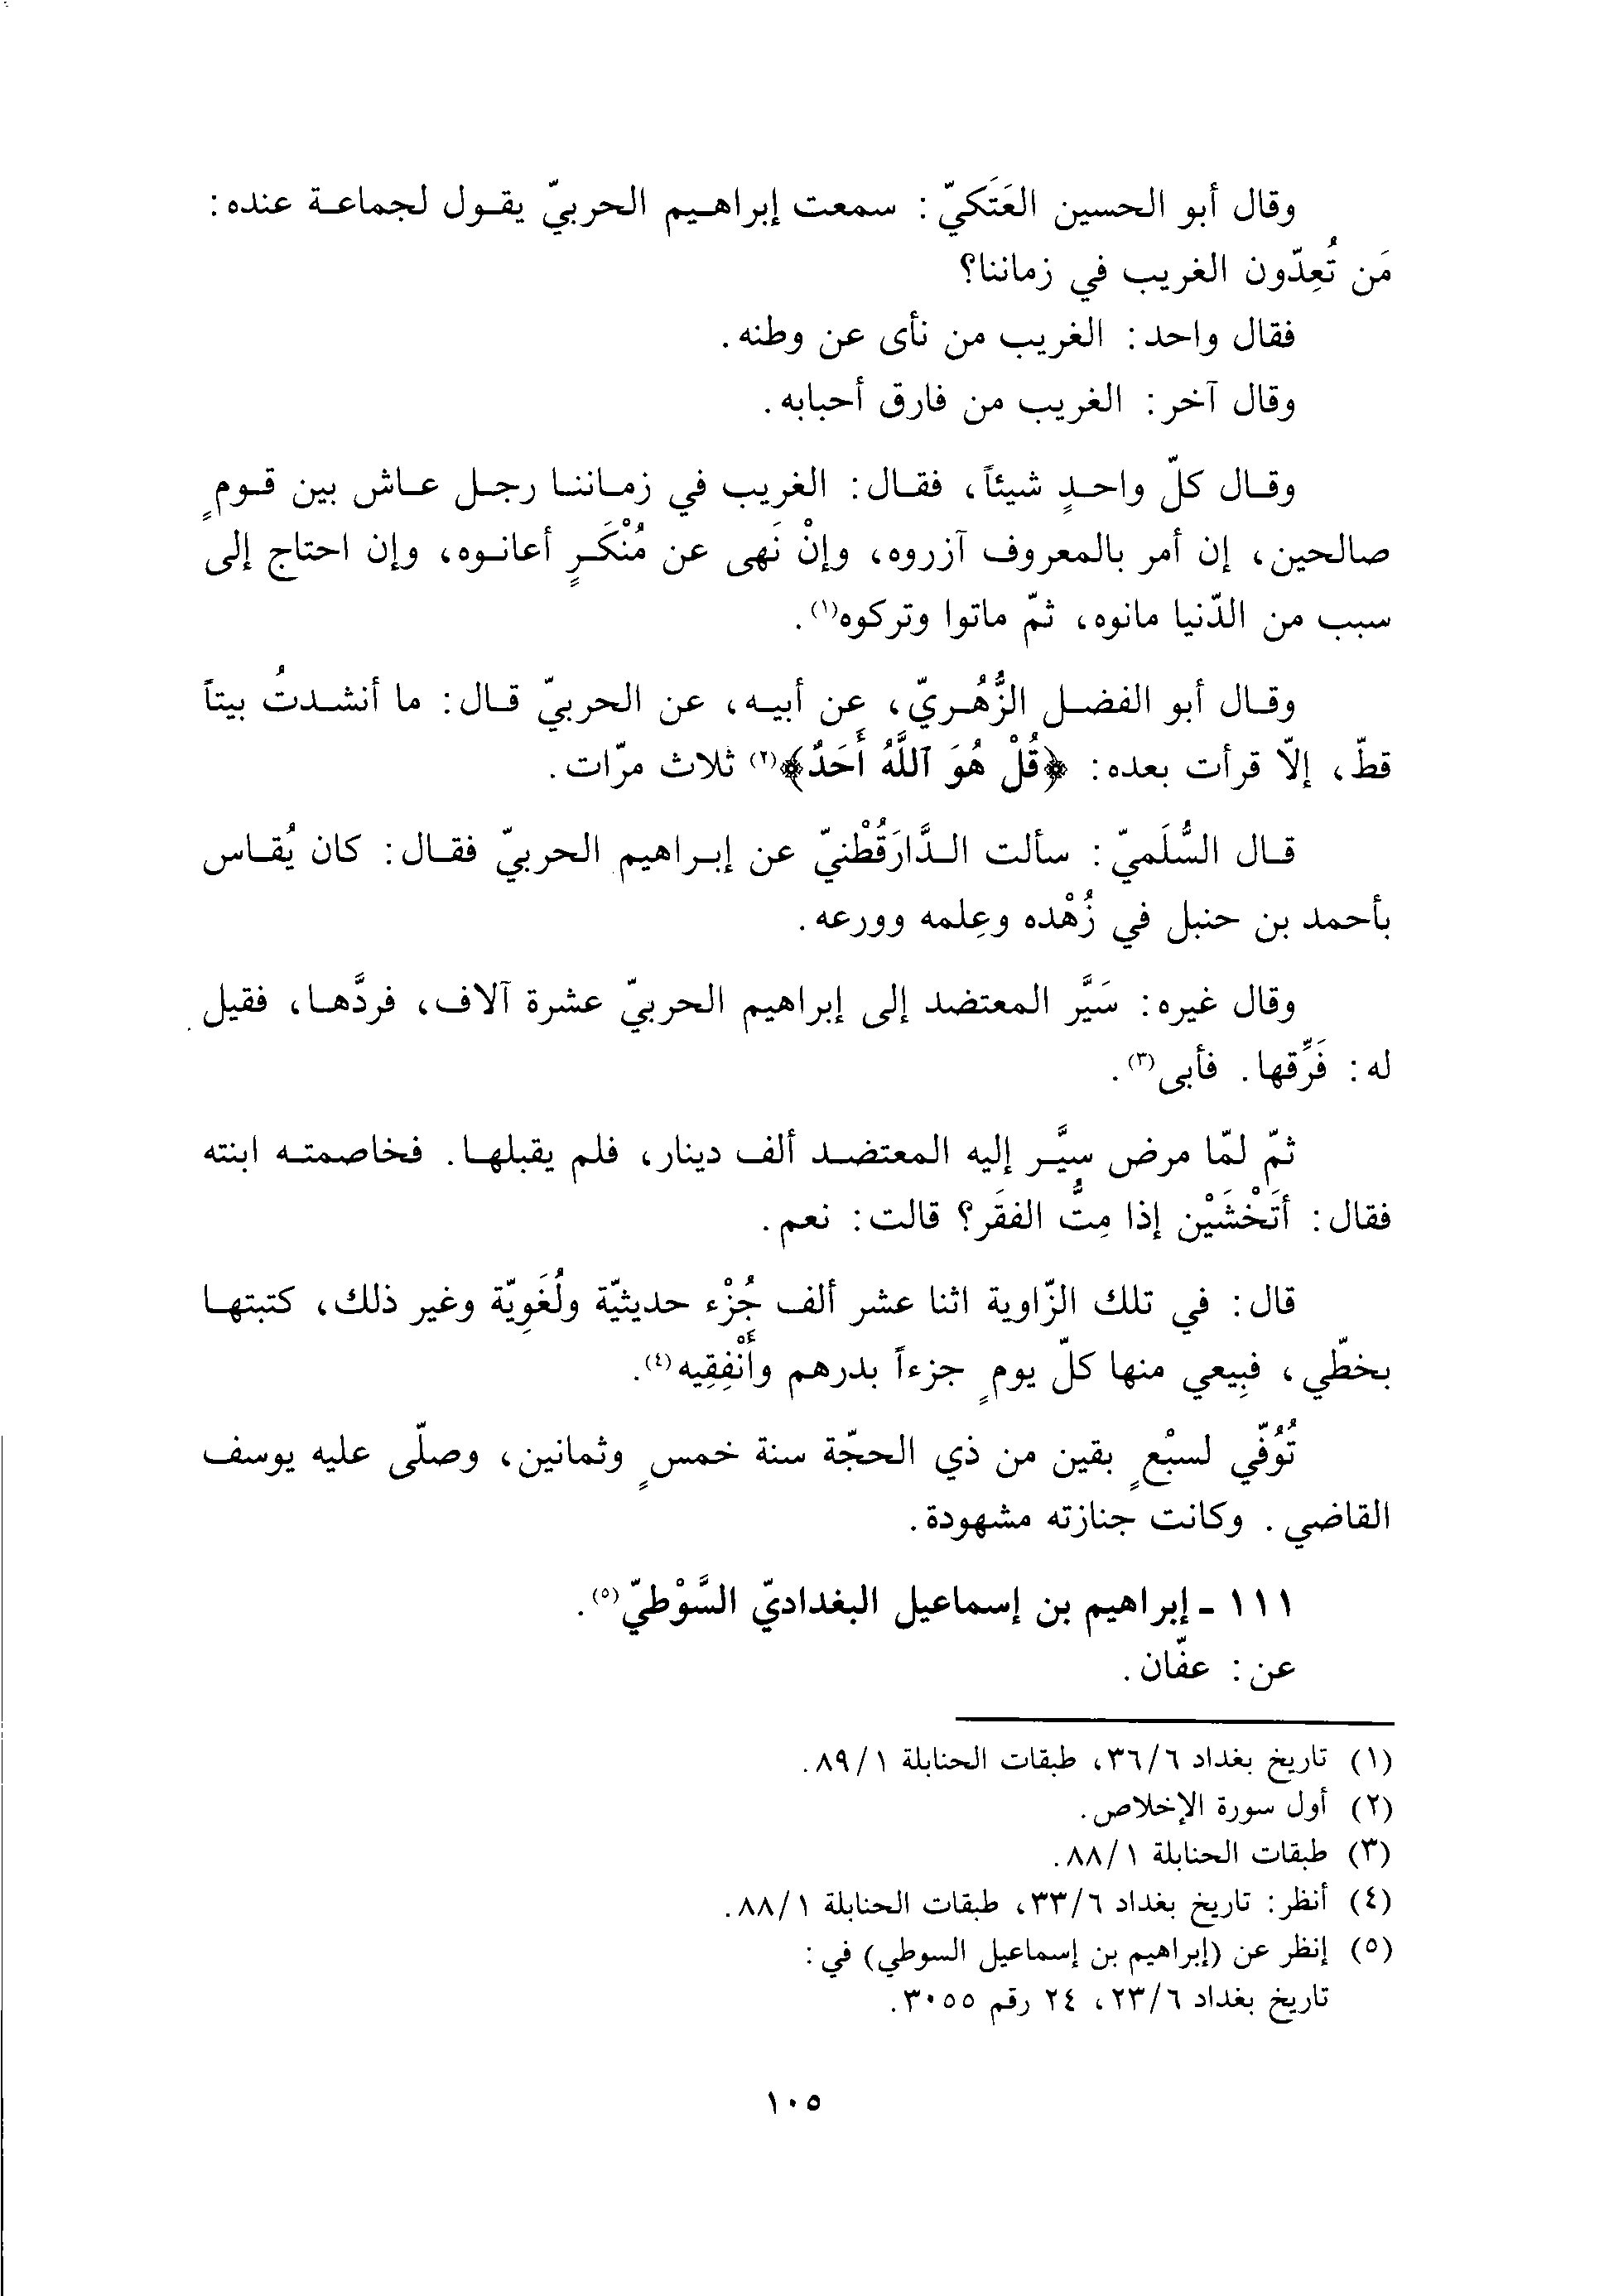 وقال أبو الحسين العَتَكيّ: سمعت إبراهيم الحربيّ يقول لجماعة عنده:
مَن تُعِدّون الغريب في زماننا؟
فقال واحد: الغريب من نأى عن وطنه.
وقال آخر: الغريب من فارق أحبابه.
وقال كلّ واحدٍ شيئاً، فقال: الغريب في زماننا رجل عاش بين قومٍ
صالحين، إن أمر بالمعروف آزروه، وإنْ نَهى عن مُنْكَرٍ أعانوه، وإن احتاج إلى
سبب من الدّنيا مانوه، ثمّ ماتوا وتركوه(١).
وقال أبو الفضل الزُّهْريّ، عن أبيه، عن الحربيّ قال: ما أنشدتُ بيتاً
قطّ، إلّا قرأت بعده: ﴿قُلْ هُوَ ٱللَّهُ أَحَدٌ﴾(٢) ثلاث مرّات.
قال السُّلَميّ: سألت الدَّارَقُطْنيّ عن إبراهيم الحربيّ فقال: كان يُقاس
بأحمد بن حنبل في زُهْده وعِلمه وورعه.
وقال غيره: سَيَّر المعتضد إلى إبراهيم الحربيّ عشرة آلاف، فردَّها، فقيل
له: فَرِّقها. فأبى(٣).
ثمّ لمّا مرض سيَّر إليه المعتضد ألف دينار، فلم يقبلها. فخاصمته ابنته
فقال: أتَخْشَيْن إذا مِتُّ الفقَر؟ قالت: نعم.
قال: في تلك الزّاوية اثنا عشر ألف جُزْء حديثيّة ولُغَوِيّة وغير ذلك، كتبتها
بخطّي، فبِيعي منها كلّ يومٍ جزءاً بدرهم وأَنْفِقِيه(٤).
تُوُفّي لسبْعٍ بقين من ذي الحجّة سنة خمسٍ وثمانين، وصلّى عليه يوسف
القاضي. وكانت جنازته مشهودة.
١١١ - إبراهيم بن إسماعيل البغداديّ السَّوْطيّ(٥).
عن: عفّان.
(١) تاريخ بغداد ٣٦/٦، طبقات الحنابلة ٨٩/١.
(٢) أول سورة الإخلاص.
(٣) طبقات الحنابلة ٨٨/١.
(٤) أنظر: تاريخ بغداد ٣٣/٦، طبقات الحنابلة ٨٨/١.
(٥) إنظر عن (إبراهيم بن إسماعيل السوطي) في:
تاريخ بغداد ٢٣/٦، ٢٤ رقم ٣٠٥٥.
١٠٥